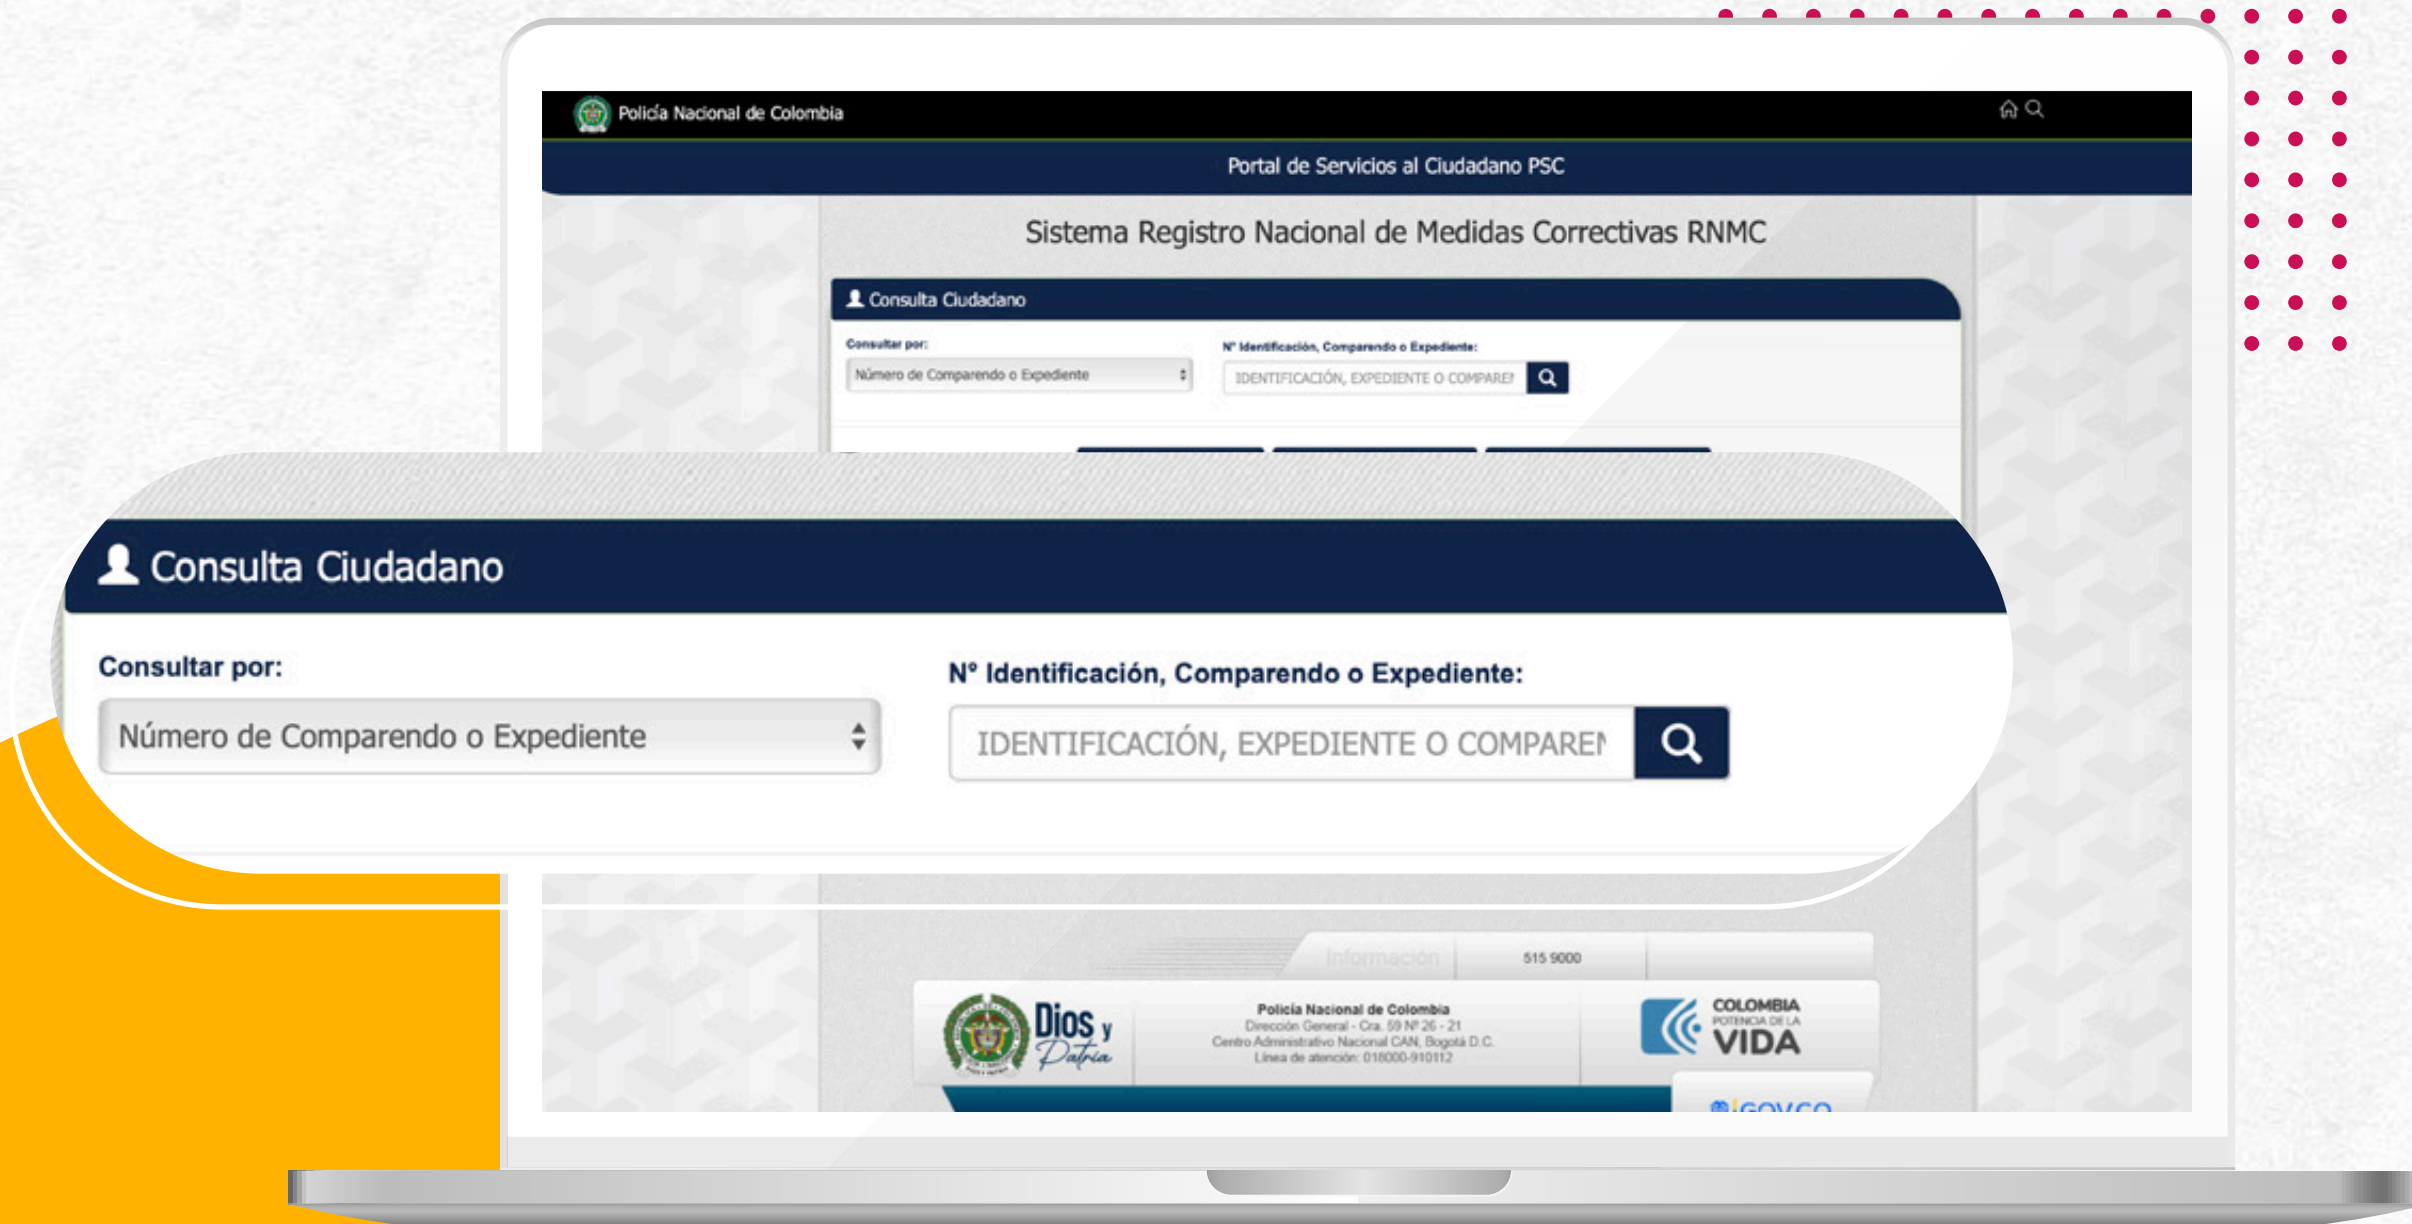 Policía Nacional de Colombia
Portal de Servicios al Ciudadano PSC
Sistema Registro Nacional de Medidas Correctivas RNMC
Consulta Ciudadano
Consultar por:
Nº Identificación, Comparendo o Expediente:
Número de Comparendo o Expediente
IDENTIFICACIÓN, EXPEDIENTE O COMPAREN
Consulta Ciudadano
Consultar por:
Nº Identificación, Comparendo o Expediente:
Número de Comparendo o Expediente
IDENTIFICACIÓN, EXPEDIENTE O COMPAREN
Información
515 9000
Dios y
Patria
Policía Nacional de Colombia
Dirección General - Cra. 59 Nº 26 - 21
Centro Administrativo Nacional CAN, Bogotá D.C.
Línea de atención: 018000-910112
COLOMBIA
POTENCIA DE LA
VIDA
GOV.CO